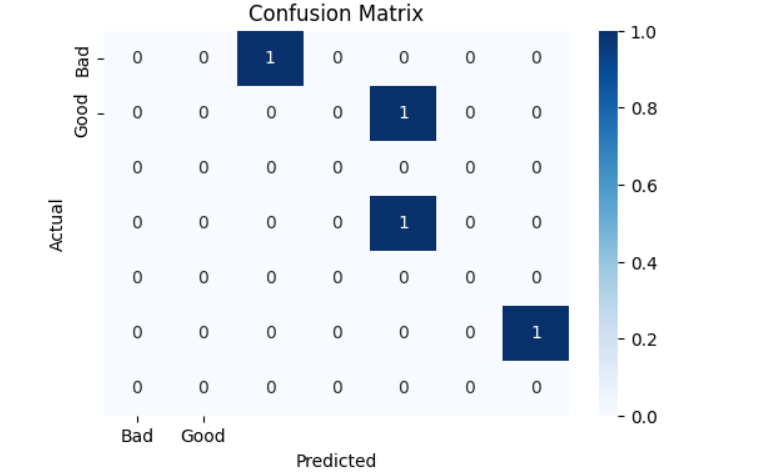 Confusion Matrix
Bad
0 0 1 0 0 0 0
Good
0 0 0 0 1 0 0
0 0 0 0 0 0 0
0 0 0 0 1 0 0
0 0 0 0 0 0 0
0 0 0 0 0 0 1
0 0 0 0 0 0 0
Actual
Bad Good
Predicted
1.0
0.8
0.6
0.4
0.2
0.0